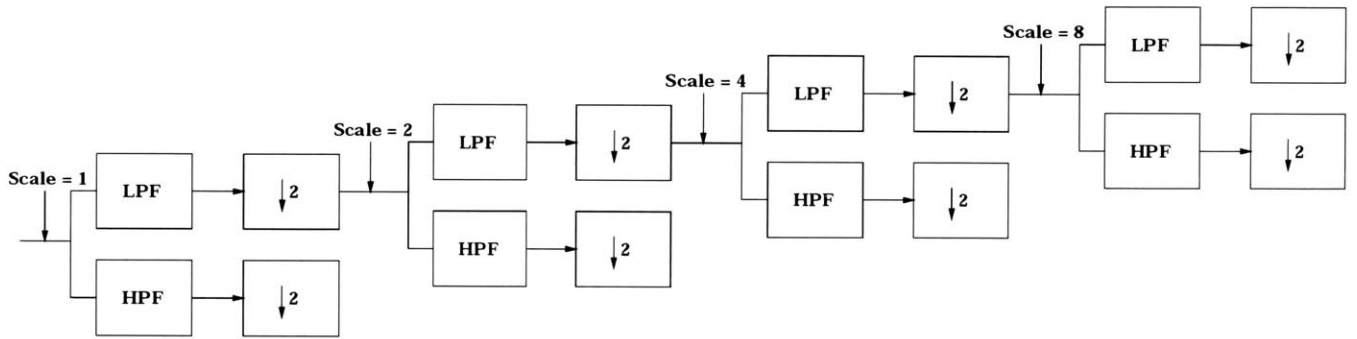 Scale = 1
LPF
↓2
HPF
↓2
Scale = 2
LPF
↓2
HPF
↓2
Scale = 4
LPF
↓2
HPF
↓2
Scale = 8
LPF
↓2
HPF
↓2